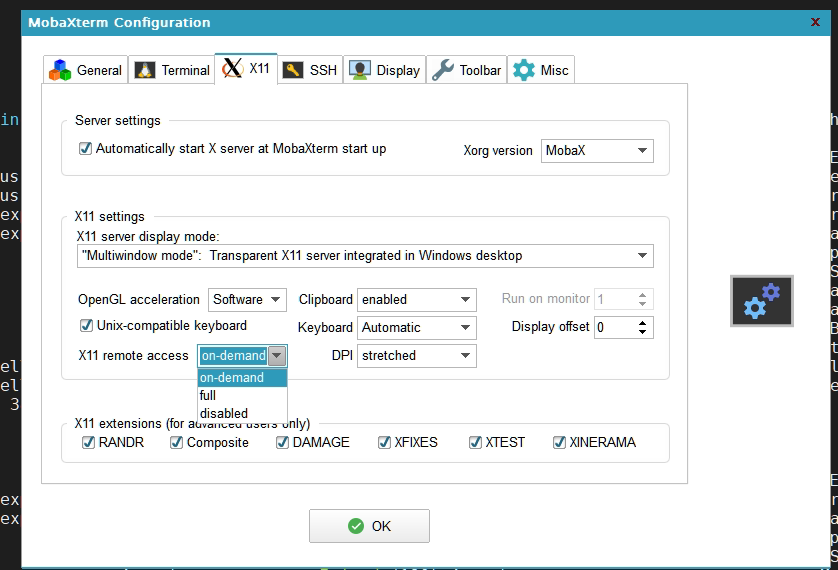 MobaXterm Configuration
x
General Terminal X11 SSH Display Toolbar Misc
Server settings
Automatically start X server at MobaXterm start up
Xorg version MobaX
X11 settings
X11 server display mode:
"Multiwindow mode": Transparent X11 server integrated in Windows desktop
OpenGL acceleration Software Clipboard enabled Run on monitor 1
Unix-compatible keyboard Keyboard Automatic Display offset 0
X11 remote access on-demand DPI stretched
on-demand
full
disabled
X11 extensions (for advanced users only)
RANDR Composite DAMAGE XFIXES XTEST XINERAMA
OK